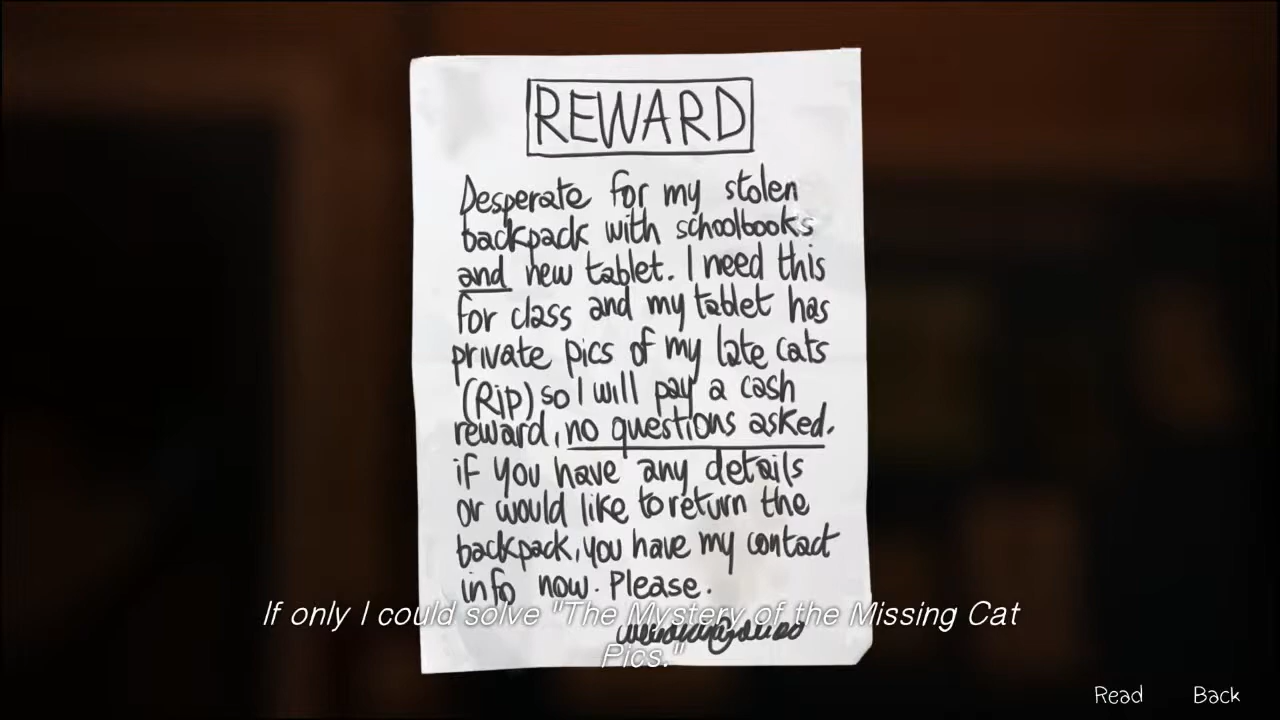 REWARD
Desperate for my stolen
backpack with schoolbooks
and new tablet. I need this
for class and my tablet has
private pics of my late cats
(Rip) so I will pay a cash
reward, no questions asked.
if you have any details
or would like to return the
backpack, you have my contact
info now. Please.
If only I could solve "The Mystery of the Missing Cat
Pics."
Read Back